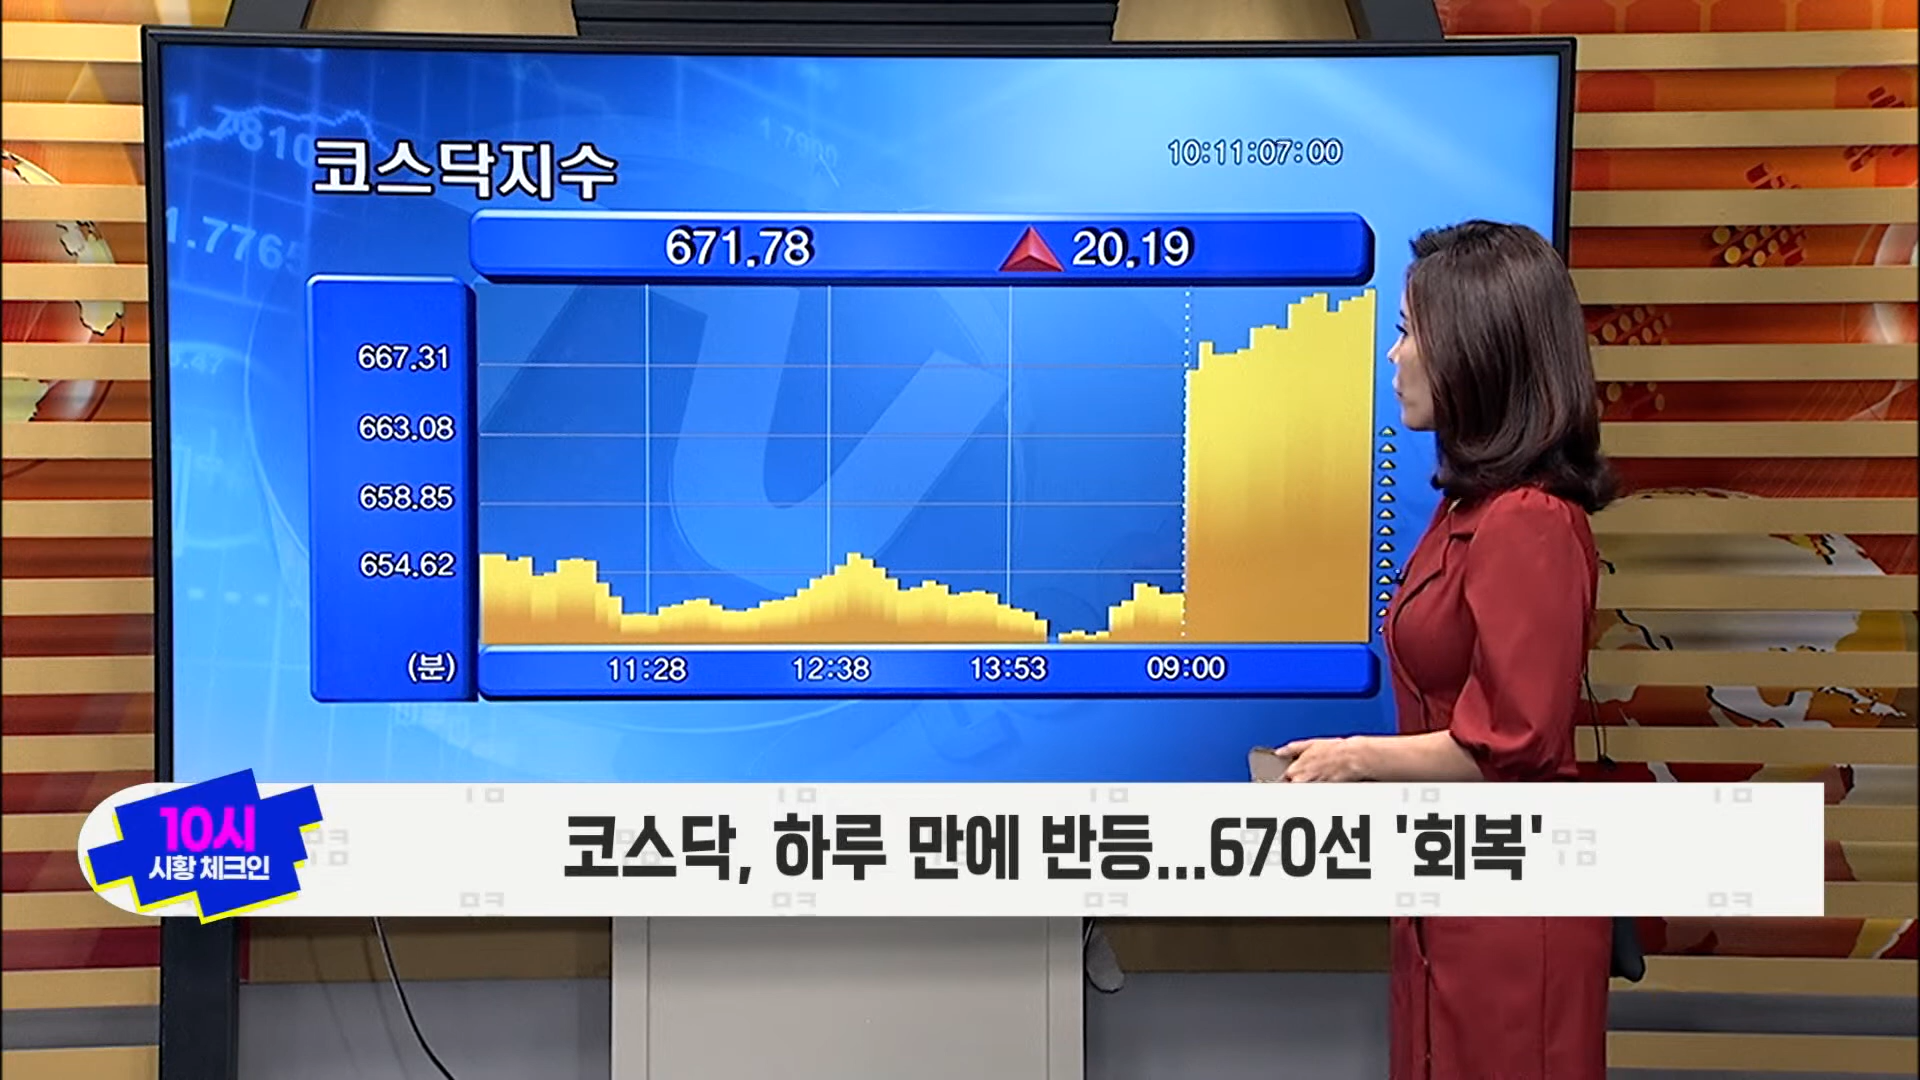 코스닥지수
10:11:07:00
671.78 ▲ 20.19
667.31
663.08
658.85
654.62
(분) 11:28 12:38 13:53 09:00
10시
시황 체크인
코스닥, 하루 만에 반등...670선 '회복'